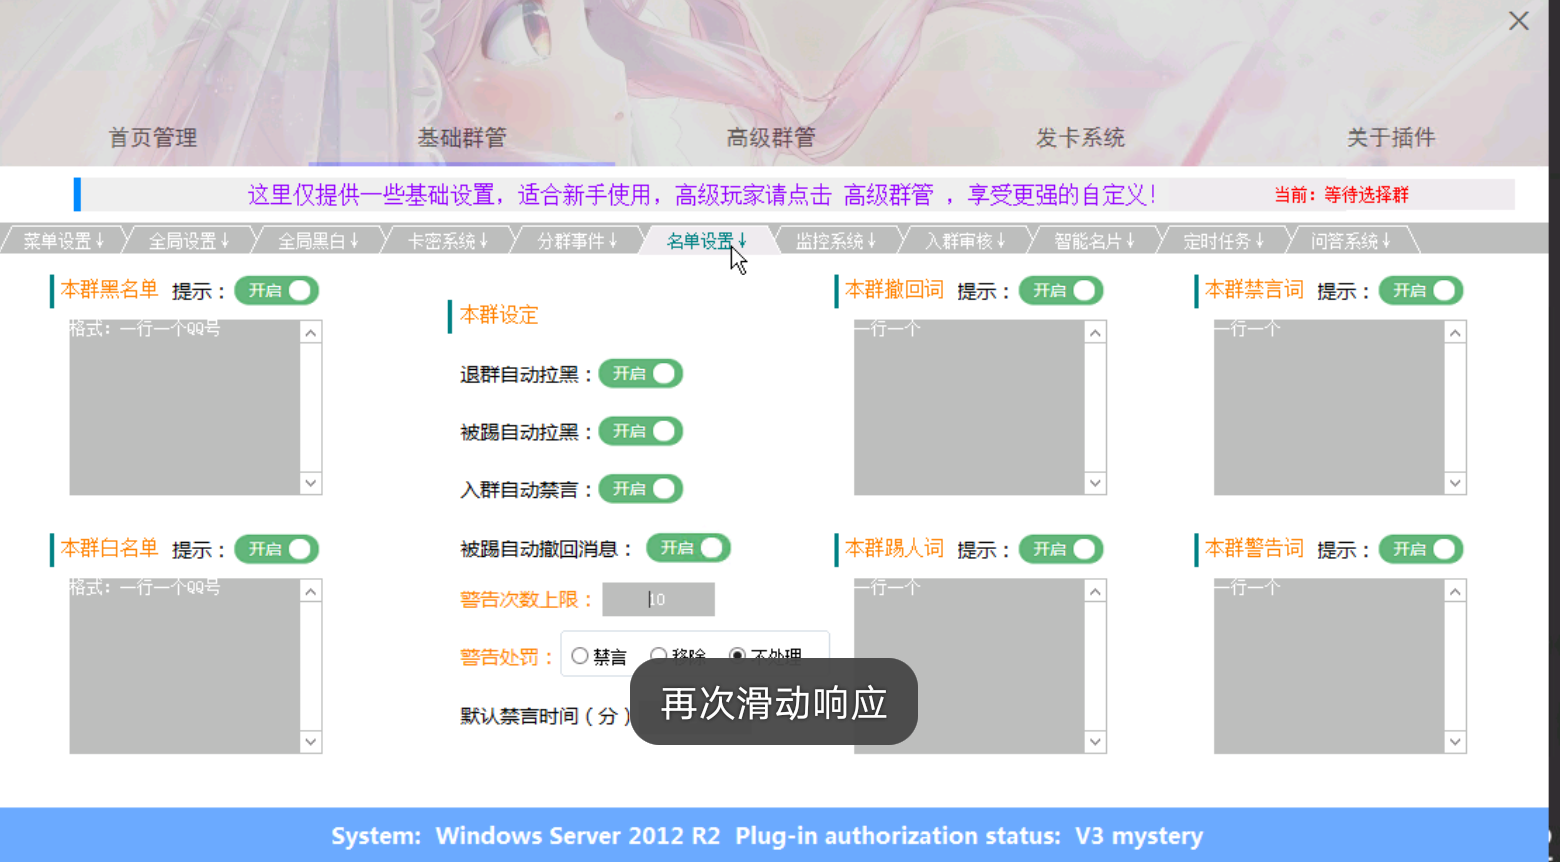 首页管理 基础群管 高级群管 发卡系统 关于插件
这里仅提供一些基础设置，适合新手使用，高级玩家请点击 高级群管 ，享受更强的自定义！ 当前：等待选择群
菜单设置↓ 全局设置↓ 全局黑白↓ 卡密系统↓ 分群事件↓ 名单设置↓ 监控系统↓ 入群审核↓ 智能名片↓ 定时任务↓ 问答系统↓
本群黑名单 提示：开启
格式：一行一个QQ号
本群白名单 提示：开启
格式：一行一个QQ号
本群设定
退群自动拉黑：开启
被踢自动拉黑：开启
入群自动禁言：开启
被踢自动撤回消息：开启
警告次数上限：10
警告处罚：禁言 移除 不处理
默认禁言时间（分）
再次滑动响应
本群撤回词 提示：开启
一行一个
本群踢人词 提示：开启
一行一个
本群禁言词 提示：开启
一行一个
本群警告词 提示：开启
一行一个
System: Windows Server 2012 R2 Plug-in authorization status: V3 mystery